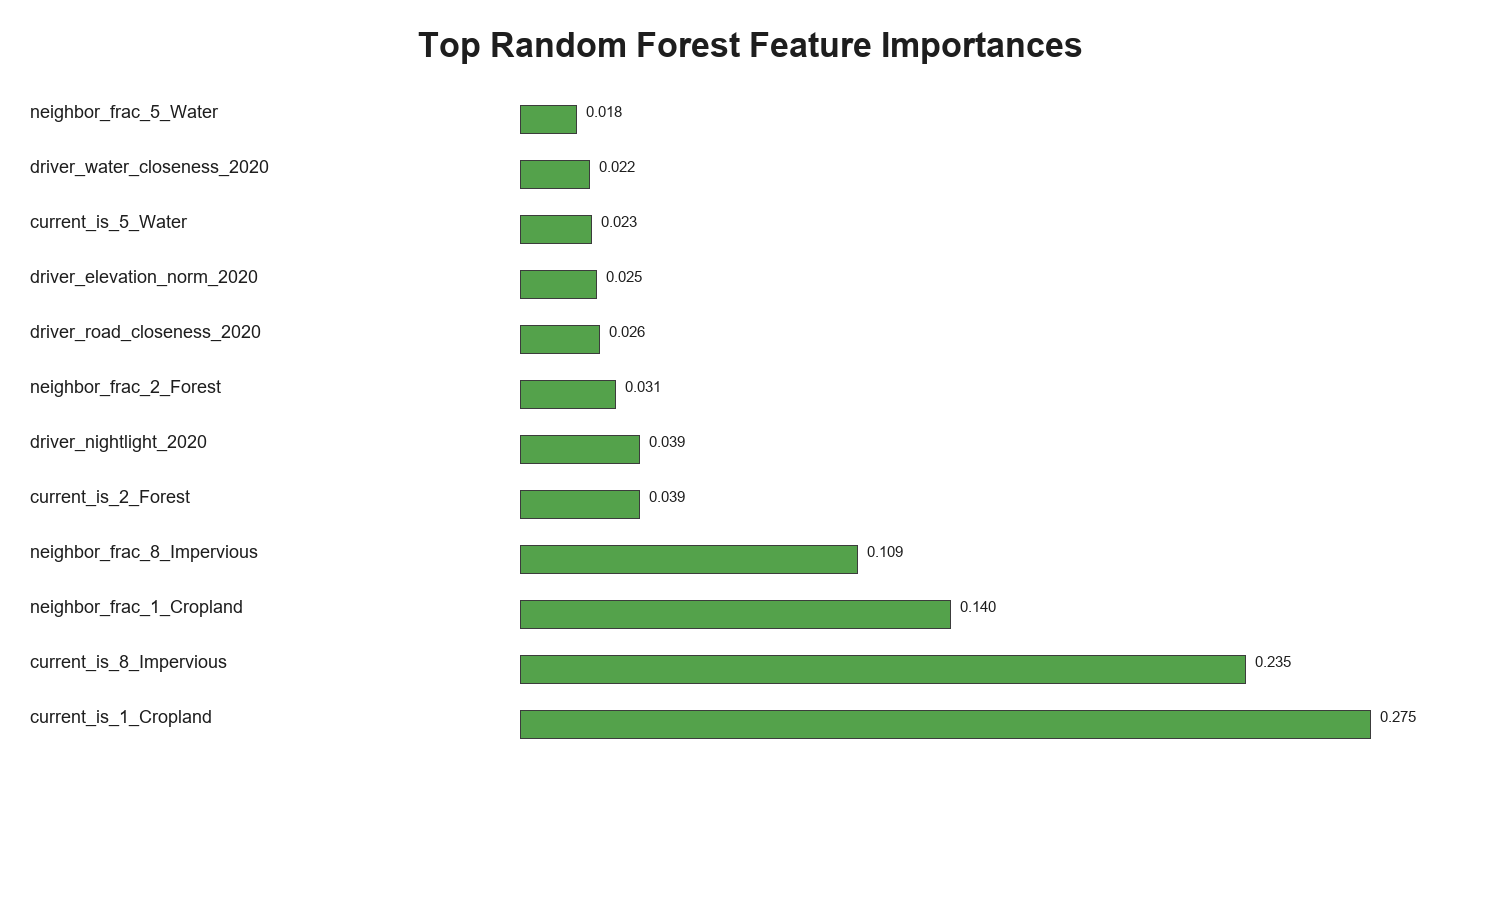 Top Random Forest Feature Importances
neighbor_frac_5_Water 0.018
driver_water_closeness_2020 0.022
current_is_5_Water 0.023
driver_elevation_norm_2020 0.025
driver_road_closeness_2020 0.026
neighbor_frac_2_Forest 0.031
driver_nightlight_2020 0.039
current_is_2_Forest 0.039
neighbor_frac_8_Impervious 0.109
neighbor_frac_1_Cropland 0.140
current_is_8_Impervious 0.235
current_is_1_Cropland 0.275